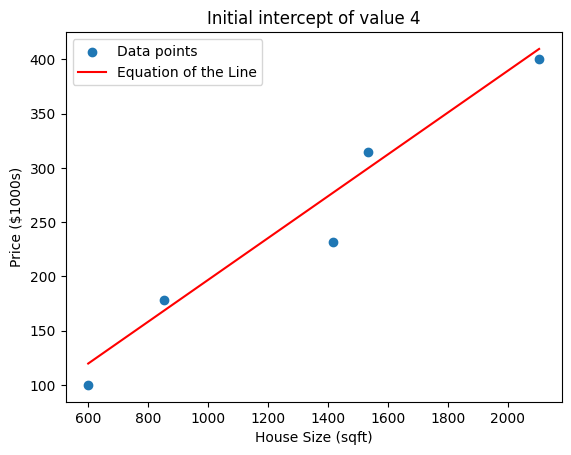 Initial intercept of value 4
Data points
Equation of the Line
400
350
300
250
200
150
100
Price ($1000s)
600 800 1000 1200 1400 1600 1800 2000
House Size (sqft)